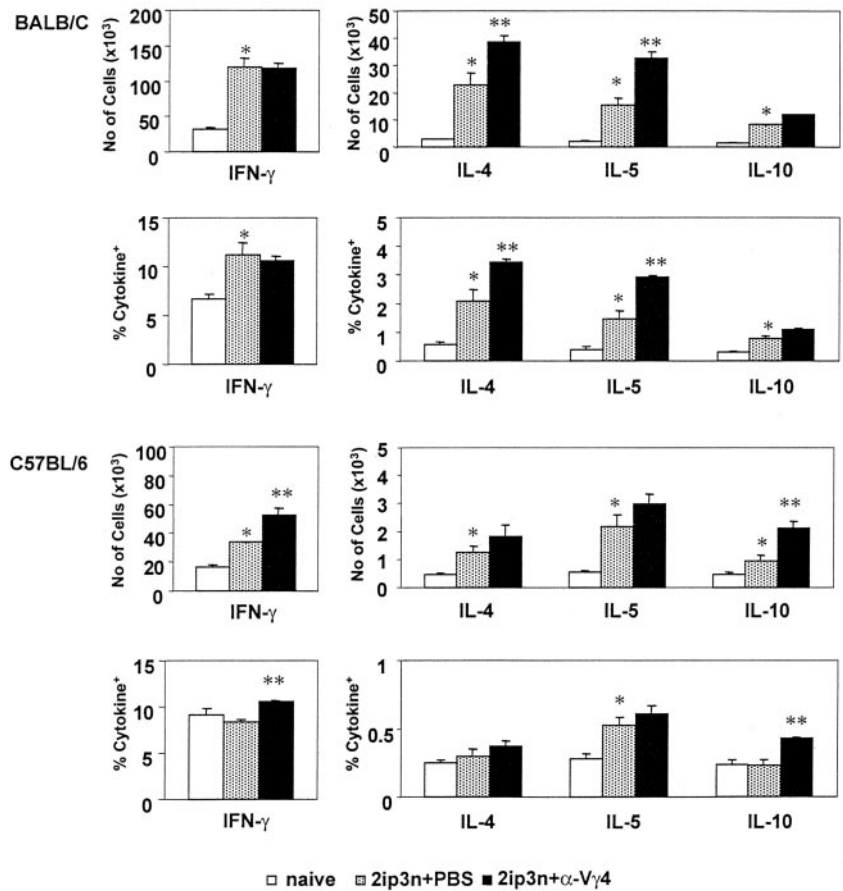 BALB/C
No of Cells (x10³)
150
120
90
50
0
*
IFN-γ
No of Cells (x10³)
50
40
30
20
10
0
* **
* **
*
IL-4 IL-5 IL-10
% Cytokine⁺
15
10
5
0
*
IFN-γ
% Cytokine⁺
5
4
3
2
1
0
* **
* **
*
IL-4 IL-5 IL-10
C57BL/6
No of Cells (x10³)
100
80
60
40
20
0
* **
IFN-γ
No of Cells (x10³)
5
4
3
2
1
0
*
*
* **
IL-4 IL-5 IL-10
% Cytokine⁺
15
10
5
0
**
IFN-γ
% Cytokine⁺
1
0.5
0
*
**
IL-4 IL-5 IL-10
naive 2ip3n+PBS 2ip3n+α-Vγ4